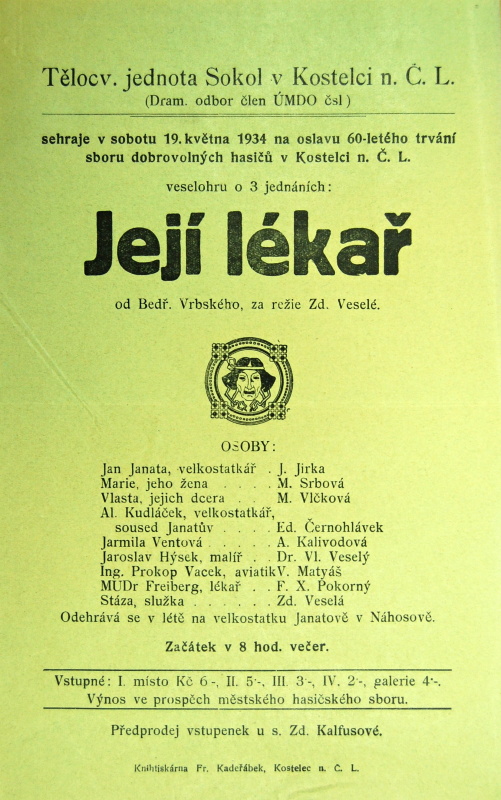 Tělocv. jednota Sokol v Kostelci n. Č. L.
(Dram. odbor člen ÚMDO čsl)
sehraje v sobotu 19. května 1934 na oslavu 60-letého trvání
sboru dobrovolných hasičů v Kostelci n. Č. L.
veselohru o 3 jednáních:
Její lékař
od Bedř. Vrbského, za režie Zd. Veselé.
OSOBY:
Jan Janata, velkostatkář . J. Jirka
Marie, jeho žena . . . . M. Srbová
Vlasta, jejich dcera . . M. Vlčková
Al. Kudláček, velkostatkář,
soused Janatův . . . . Ed. Černohlávek
Jarmila Ventová . . . . . A. Kalivodová
Jaroslav Hýsek, malíř . . Dr. Vl. Veselý
Ing. Prokop Vacek, aviatik V. Matyáš
MUDr Freiberg, lékař . . F. X. Pokorný
Stáza, služka . . . . . . Zd. Veselá
Odehrává se v létě na velkostatku Janatově v Náhosově.
Začátek v 8 hod. večer.
Vstupné: I. místo Kč 6·-, II. 5·-, III. 3·-, IV. 2·-, galerie 4·-.
Výnos ve prospěch městského hasičského sboru.
Předprodej vstupenek u s. Zd. Kalfusové.
Knihtiskárna Fr. Kadeřábek, Kostelec n. Č. L.